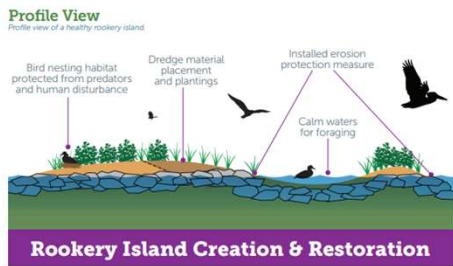 Profile View
Profile view of a healthy rookery island.
Bird nesting habitat
protected from predators
and human disturbance
Dredge material
placement
and plantings
Installed erosion
protection measure
Calm waters
for foraging
Rookery Island Creation & Restoration